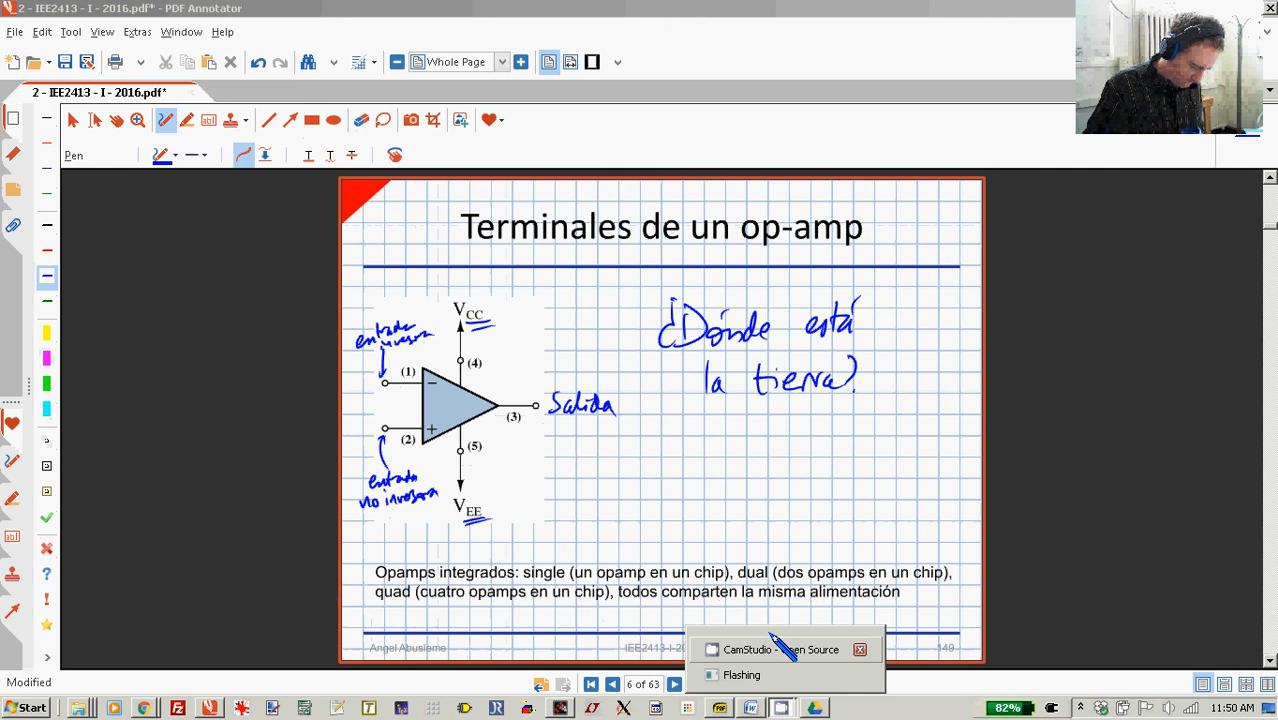 2 - IEE2413 - I - 2016.pdf* - PDF Annotator
File Edit Tool View Extras Window Help
Whole Page
2 - IEE2413 - I - 2016.pdf*
Pen
Terminales de un op-amp
VCC
entrada
inversora
(4)
(1)
−
Salida
(3)
+
(2)
(5)
entrada
no inversora
VEE
¿Dónde está
la tierra?
Opamps integrados: single (un opamp en un chip), dual (dos opamps en un chip),
quad (cuatro opamps en un chip), todos comparten la misma alimentación
Angel Abusleme
IEE2413-I
149
CamStudio - Open Source
Flashing
Modified
6 of 63
Start
82%
11:50 AM